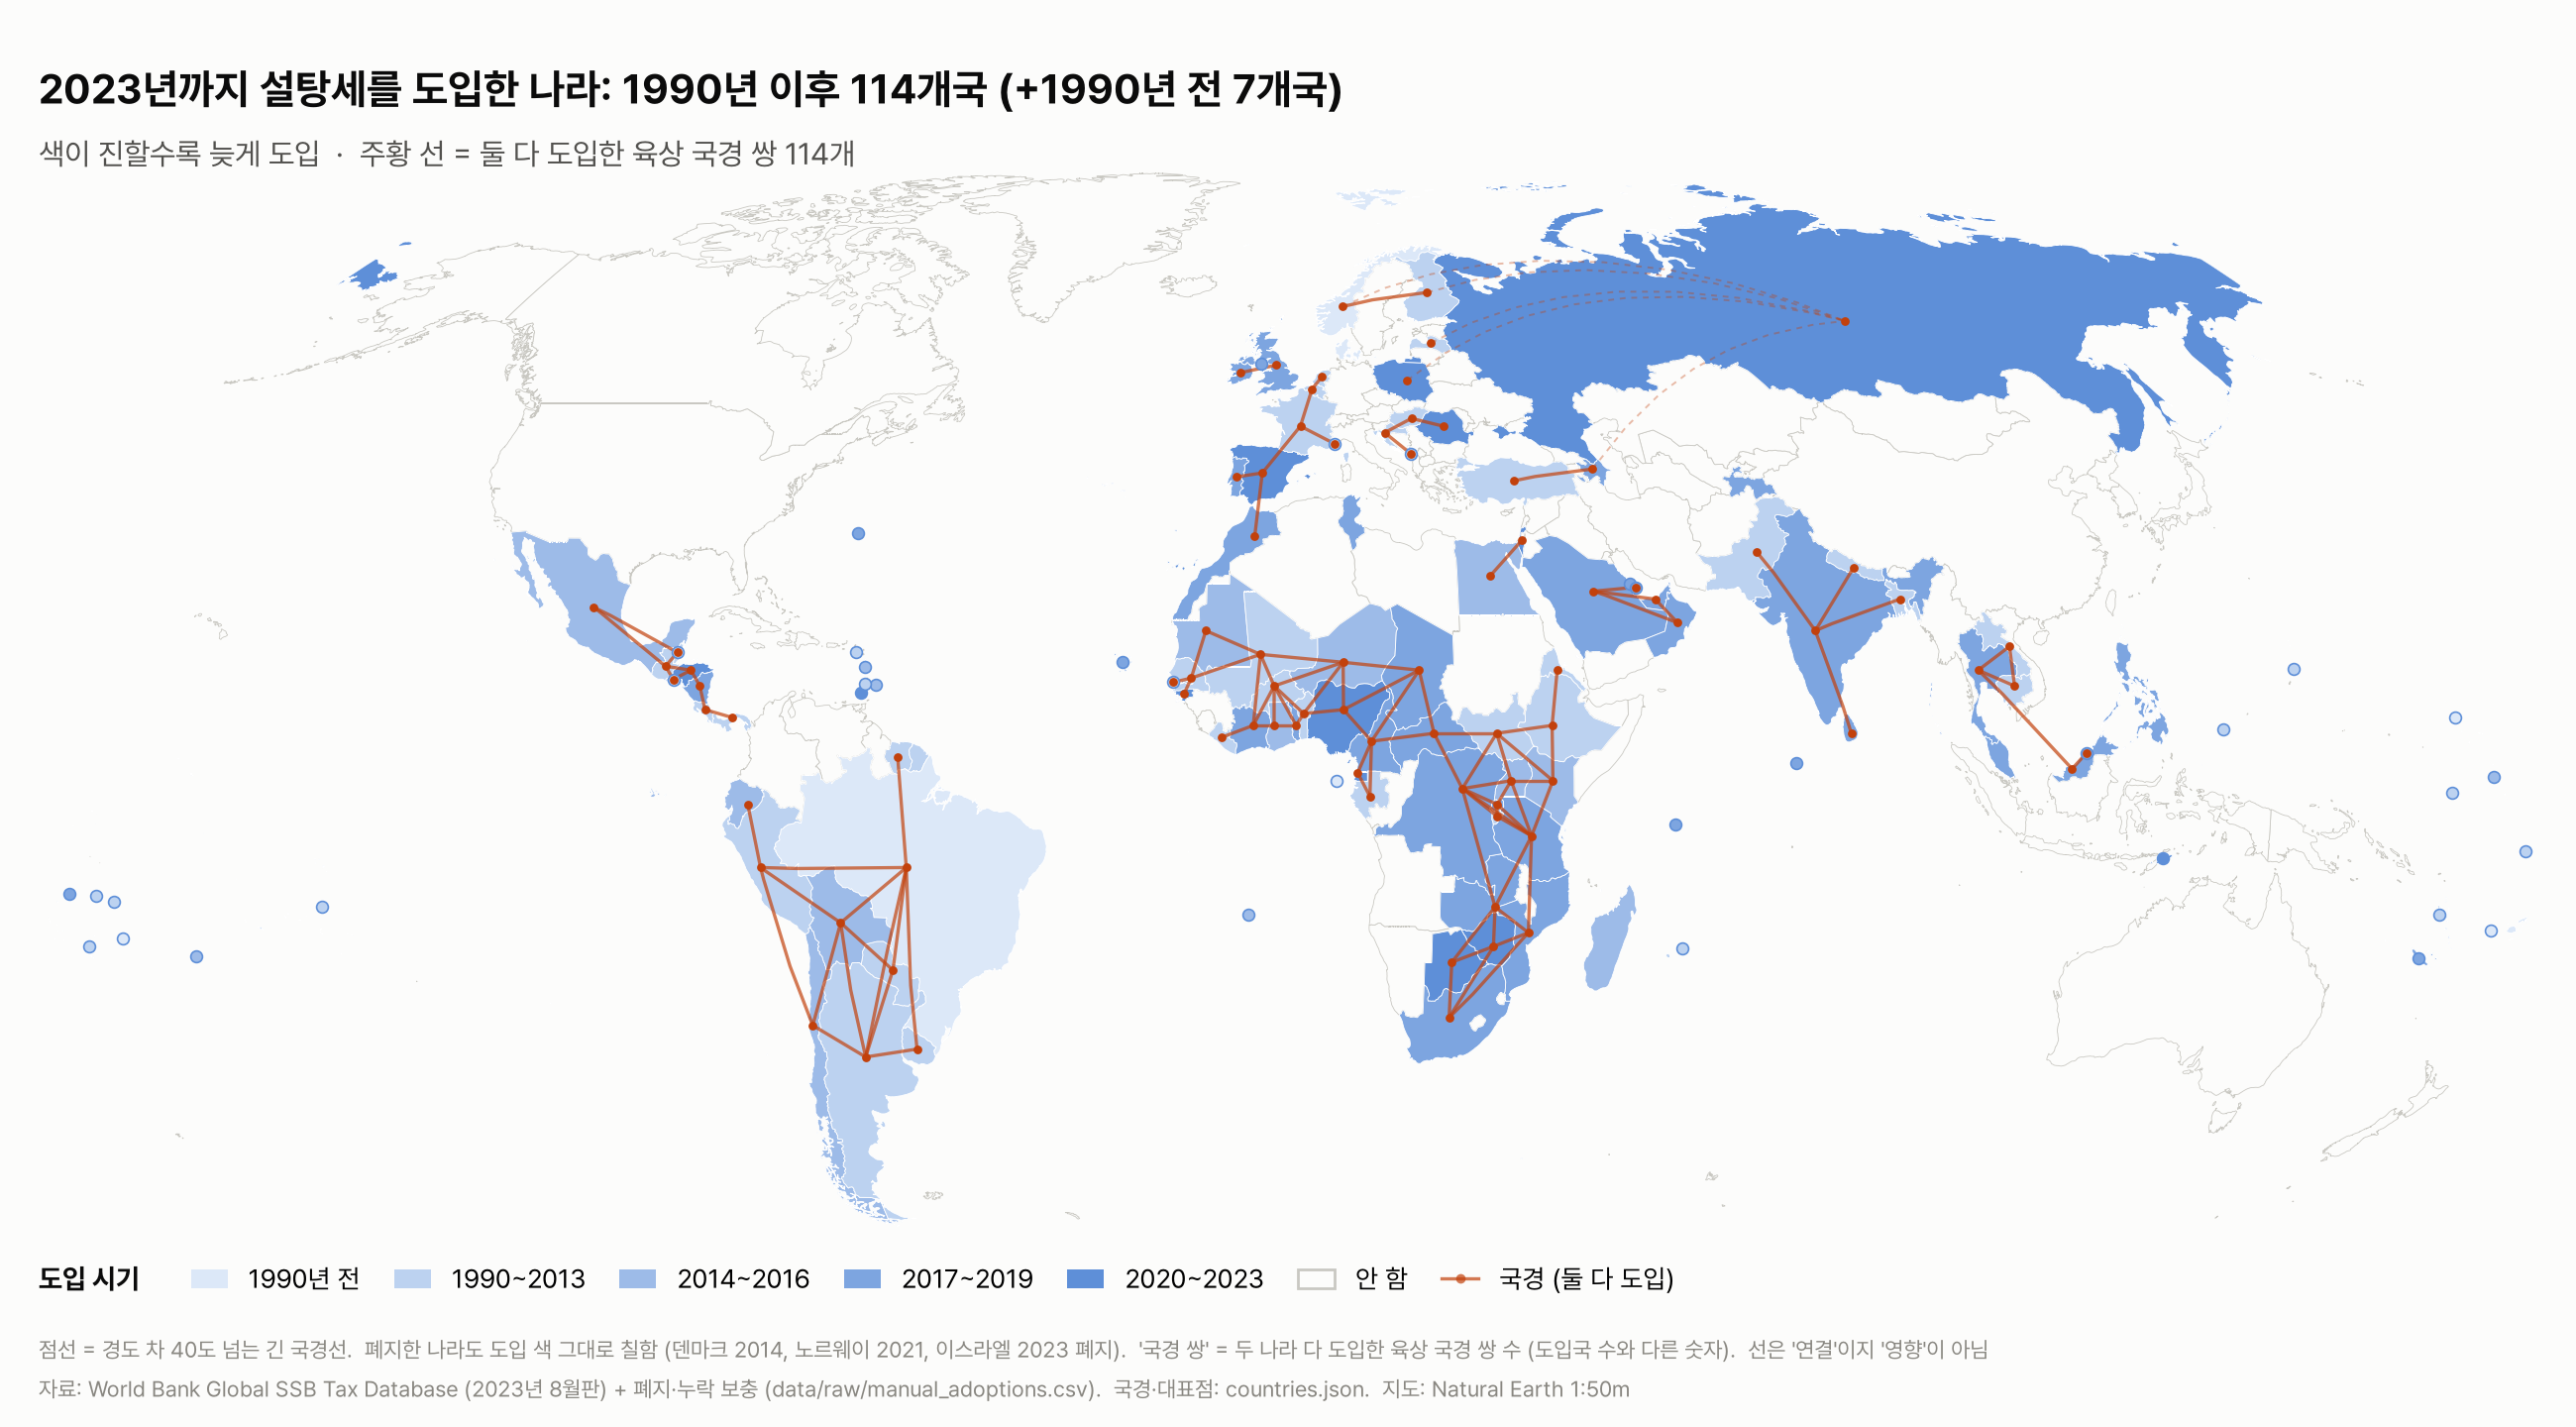 2023년까지 설탕세를 도입한 나라: 1990년 이후 114개국 (+1990년 전 7개국)
색이 진할수록 늦게 도입 · 주황 선 = 둘 다 도입한 육상 국경 쌍 114개
도입 시기 1990년 전 1990~2013 2014~2016 2017~2019 2020~2023 안 함 국경 (둘 다 도입)
점선 = 경도 차 40도 넘는 긴 국경선. 폐지한 나라도 도입 색 그대로 칠함 (덴마크 2014, 노르웨이 2021, 이스라엘 2023 폐지). '국경 쌍' = 두 나라 다 도입한 육상 국경 쌍 수 (도입국 수와 다른 숫자). 선은 '연결'이지 '영향'이 아님
자료: World Bank Global SSB Tax Database (2023년 8월판) + 폐지·누락 보충 (data/raw/manual_adoptions.csv). 국경·대표점: countries.json. 지도: Natural Earth 1:50m